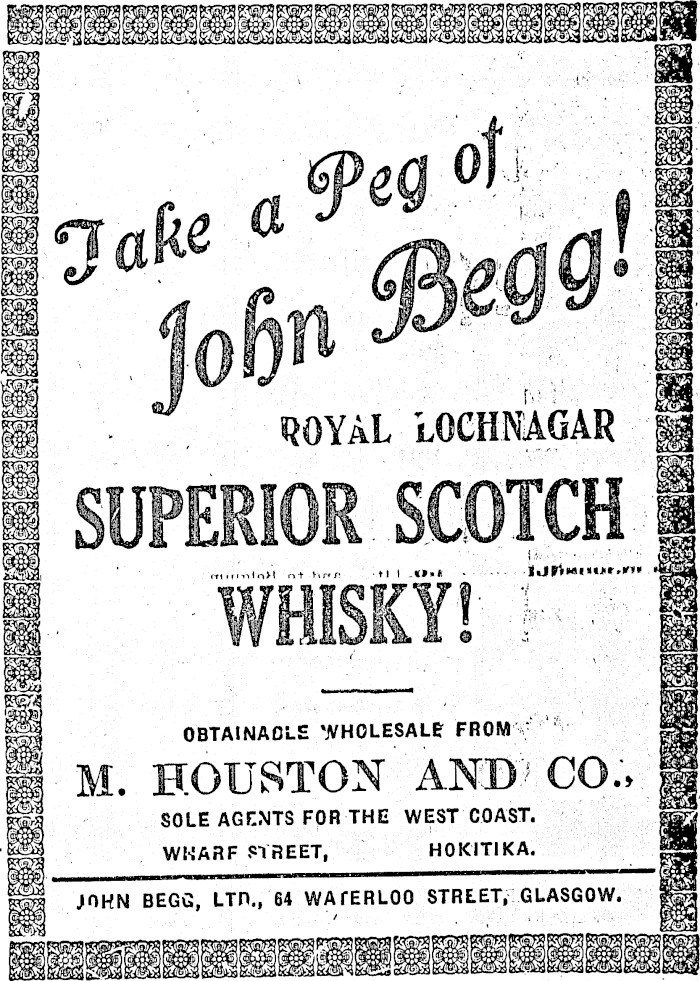 Take a Peg of
John Begg!
ROYAL LOCHNAGAR
SUPERIOR SCOTCH
WHISKY!
OBTAINABLE WHOLESALE FROM
M. HOUSTON AND CO.,
SOLE AGENTS FOR THE WEST COAST.
WHARF STREET, HOKITIKA.
JOHN BEGG, LTD., 64 WATERLOO STREET, GLASGOW.